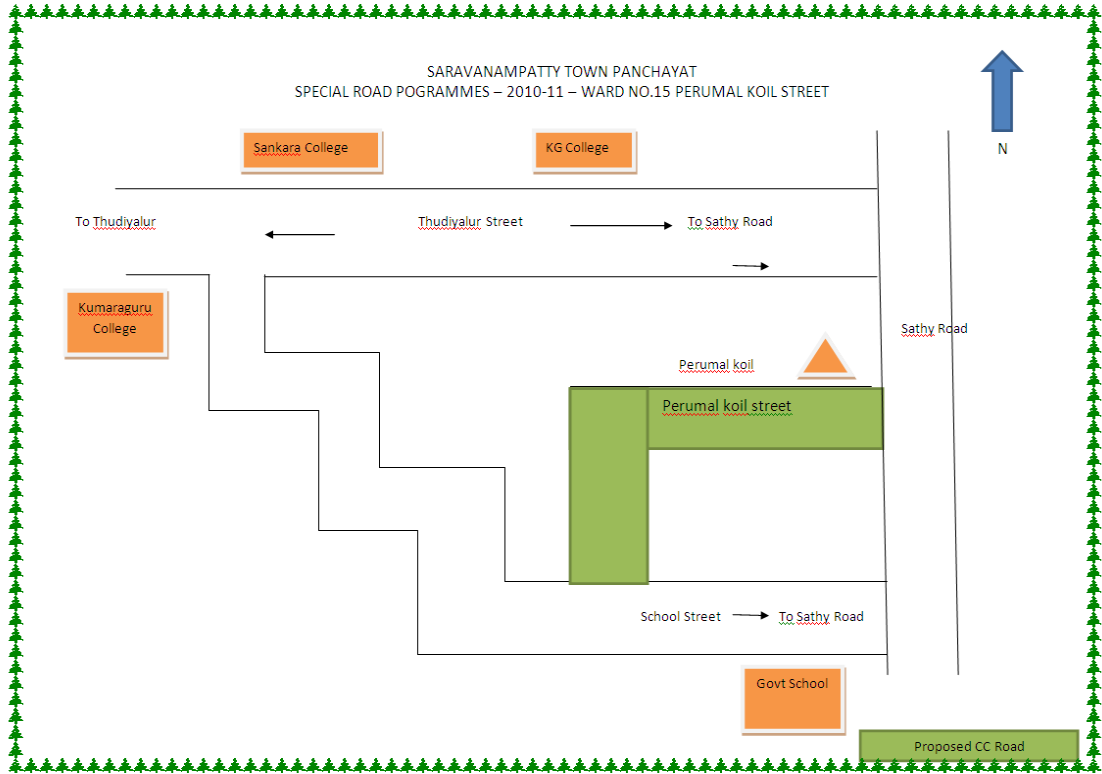 SARAVANAMPATTY TOWN PANCHAYAT
SPECIAL ROAD POGRAMMES – 2010-11 – WARD NO.15 PERUMAL KOIL STREET
N
Sankara College
KG College
To Thudiyalur
Thudiyalur Street
To Sathy Road
Kumaraguru
College
Sathy Road
Perumal koil
Perumal koil street
School Street
To Sathy Road
Govt School
Proposed CC Road